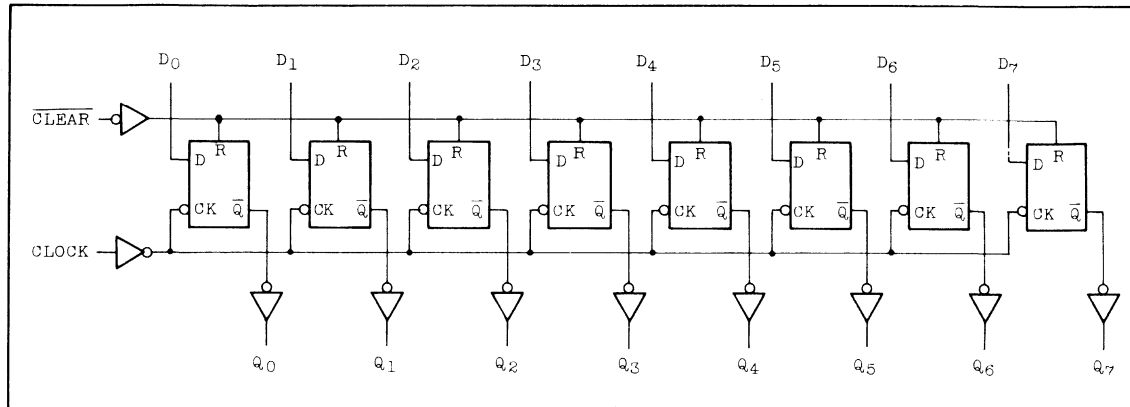 D₀ D₁ D₂ D₃ D₄ D₅ D₆ D₇
C̅L̅E̅A̅R̅
R R R R R R R R
D D D D D D D D
CK Q̅ CK Q̅ CK Q̅ CK Q̅ CK Q̅ CK Q̅ CK Q̅ CK Q̅
CLOCK
Q₀ Q₁ Q₂ Q₃ Q₄ Q₅ Q₆ Q₇